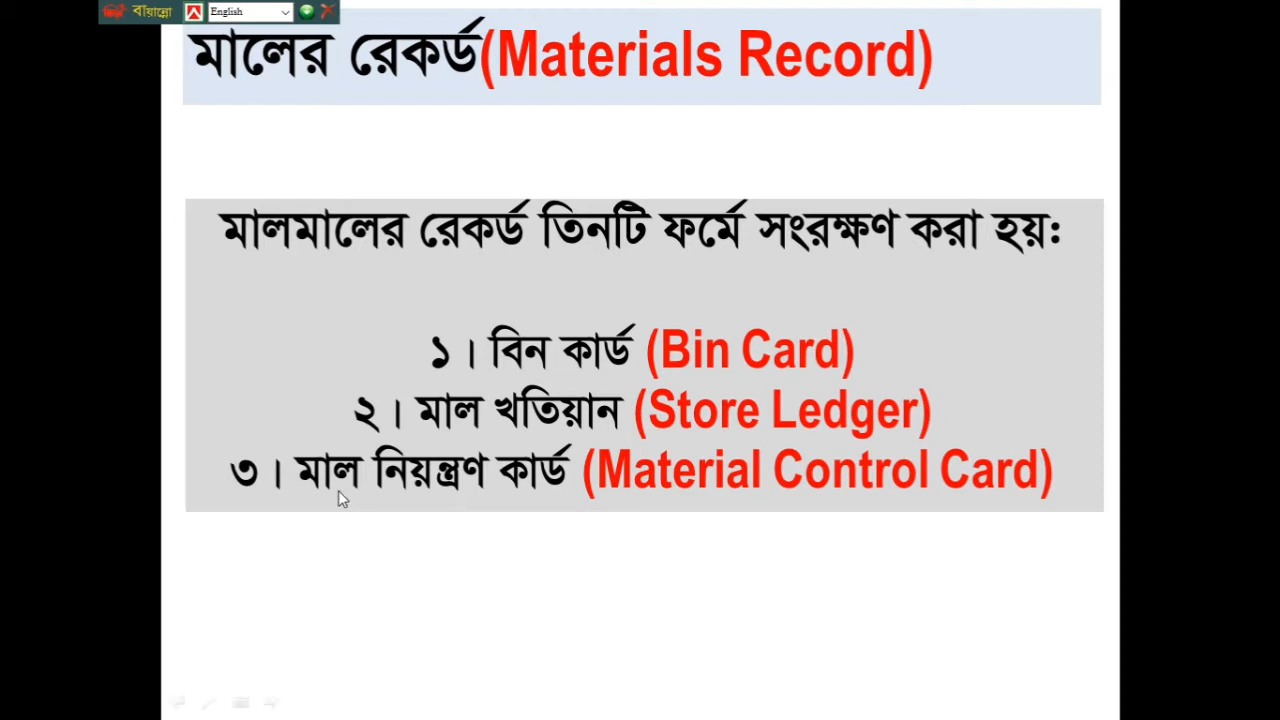 বায়ান্নো English
মালের রেকর্ড(Materials Record)
মালমালের রেকর্ড তিনটি ফর্মে সংরক্ষণ করা হয়:
১। বিন কার্ড (Bin Card)
২। মাল খতিয়ান (Store Ledger)
৩। মাল নিয়ন্ত্রণ কার্ড (Material Control Card)